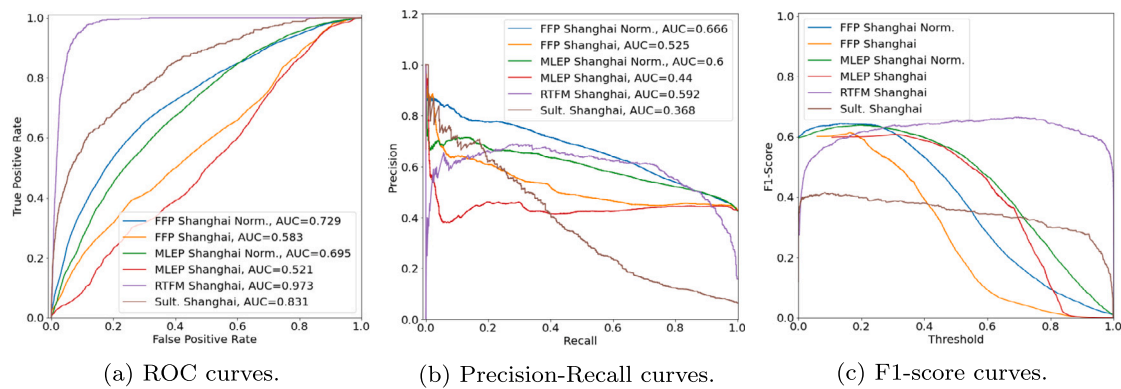 1.0
0.8
0.6
0.4
0.2
0.0
True Positive Rate
FFP Shanghai Norm., AUC=0.729
FFP Shanghai, AUC=0.583
MLEP Shanghai Norm., AUC=0.695
MLEP Shanghai, AUC=0.521
RTFM Shanghai, AUC=0.973
Sult. Shanghai, AUC=0.831
0.0 0.2 0.4 0.6 0.8 1.0
False Positive Rate
(a) ROC curves.
1.2
1.0
0.8
0.6
0.4
0.2
0.0
Precision
FFP Shanghai Norm., AUC=0.666
FFP Shanghai, AUC=0.525
MLEP Shanghai Norm., AUC=0.6
MLEP Shanghai, AUC=0.44
RTFM Shanghai, AUC=0.592
Sult. Shanghai, AUC=0.368
0.0 0.2 0.4 0.6 0.8 1.0
Recall
(b) Precision-Recall curves.
1.0
0.8
0.6
0.4
0.2
0.0
F1-Score
FFP Shanghai Norm.
FFP Shanghai
MLEP Shanghai Norm.
MLEP Shanghai
RTFM Shanghai
Sult. Shanghai
0.0 0.2 0.4 0.6 0.8 1.0
Threshold
(c) F1-score curves.